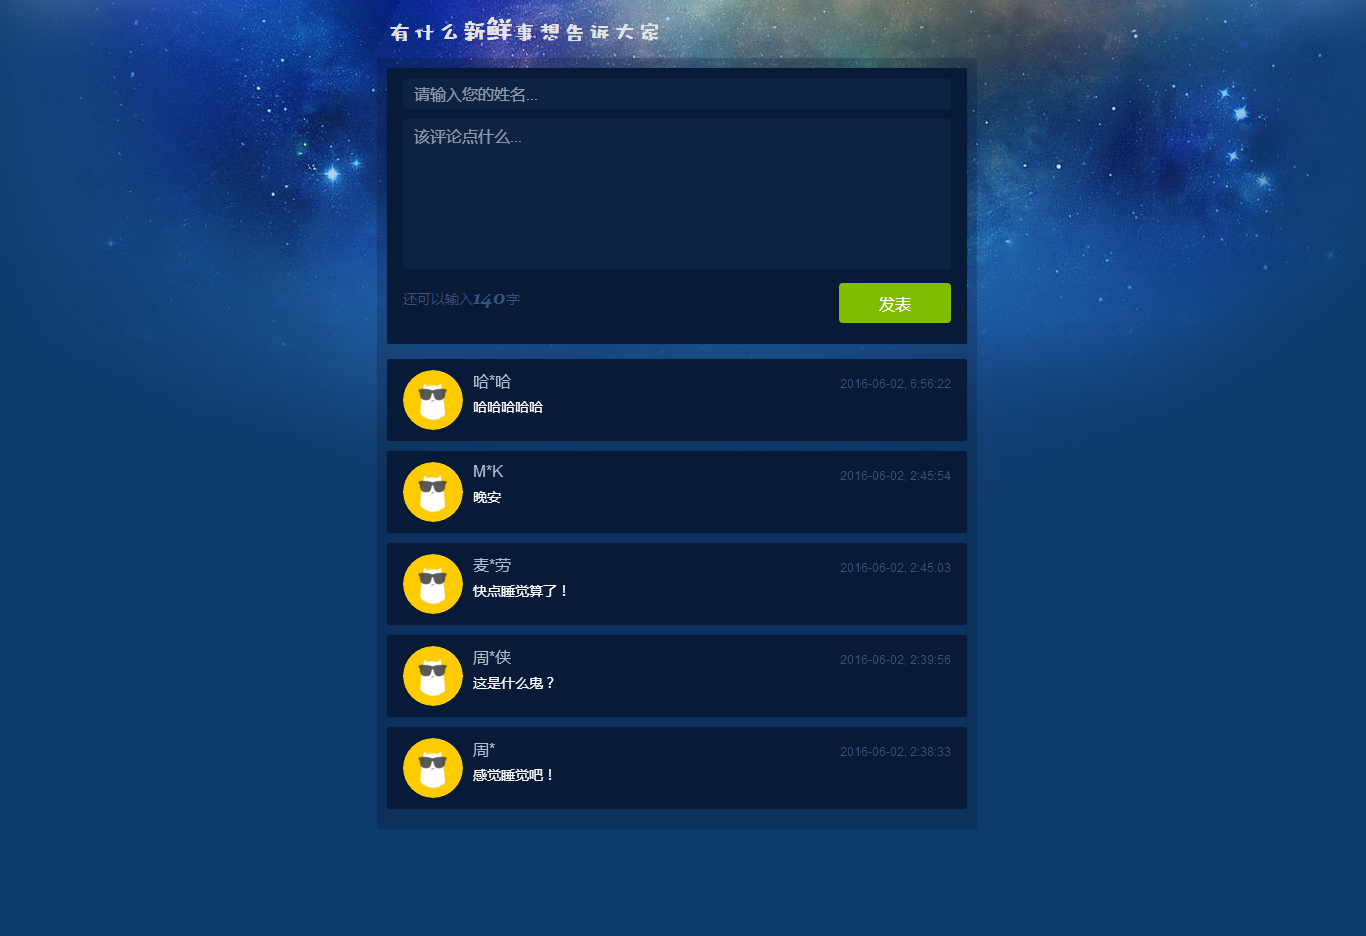 有什么新鲜事想告诉大家
请输入您的姓名...
该评论点什么...
还可以输入140字
发表
哈*哈
2016-06-02, 6:56:22
哈哈哈哈哈
M*K
2016-06-02, 2:45:54
晚安
麦*劳
2016-06-02, 2:45:03
快点睡觉算了！
周*侠
2016-06-02, 2:39:56
这是什么鬼？
周*
2016-06-02, 2:38:33
感觉睡觉吧！